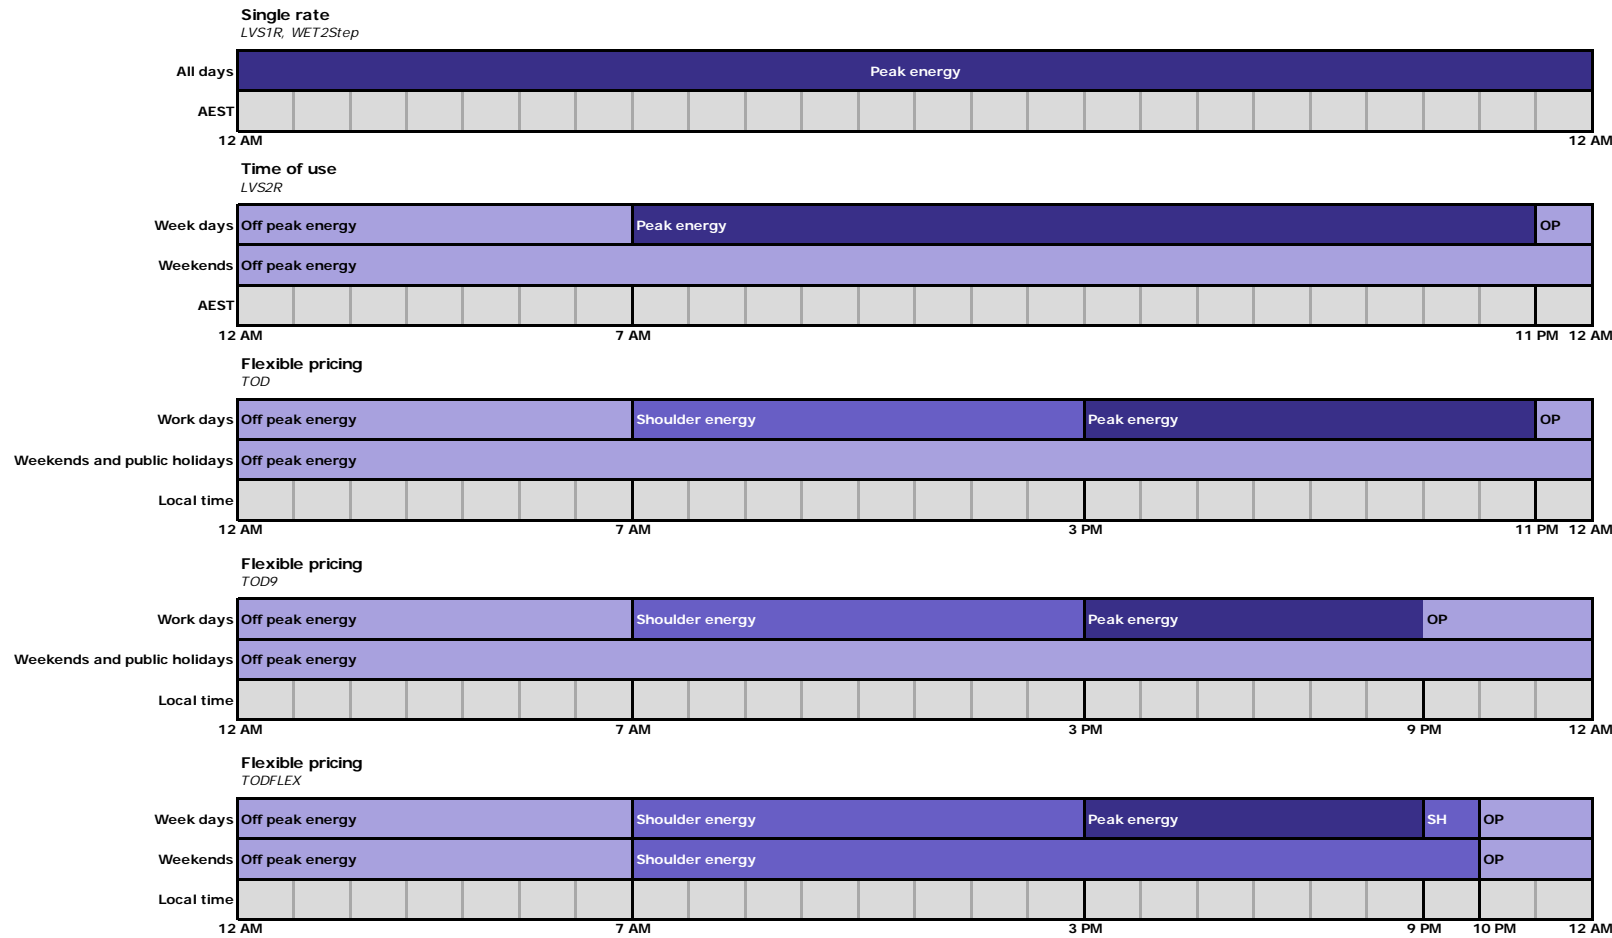 Single rate
LVS1R, WET2Step
All days Peak energy
AEST
12 AM 12 AM
Time of use
LVS2R
Week days Off peak energy Peak energy OP
Weekends Off peak energy
AEST
12 AM 7 AM 11 PM 12 AM
Flexible pricing
TOD
Work days Off peak energy Shoulder energy Peak energy OP
Weekends and public holidays Off peak energy
Local time
12 AM 7 AM 3 PM 11 PM 12 AM
Flexible pricing
TOD9
Work days Off peak energy Shoulder energy Peak energy OP
Weekends and public holidays Off peak energy
Local time
12 AM 7 AM 3 PM 9 PM 12 AM
Flexible pricing
TODFLEX
Week days Off peak energy Shoulder energy Peak energy SH OP
Weekends Off peak energy Shoulder energy OP
Local time
12 AM 7 AM 3 PM 9 PM 10 PM 12 AM